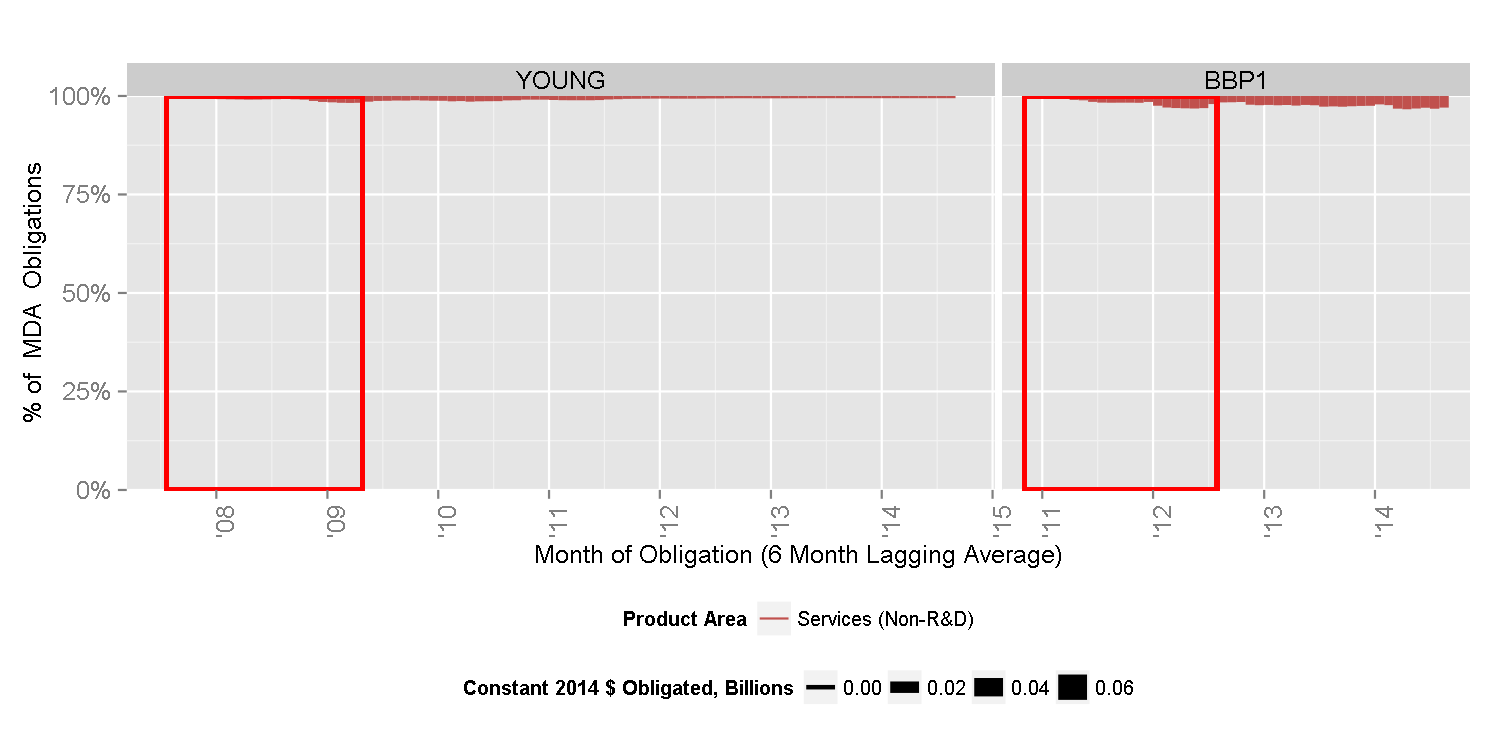 YOUNG
BBP1
100%
75%
50%
25%
0%
% of MDA Obligations
'08
'09
'10
'11
'12
'13
'14
'15
'11
'12
'13
'14
Month of Obligation (6 Month Lagging Average)
Product Area Services (Non-R&D)
Constant 2014 $ Obligated, Billions 0.00 0.02 0.04 0.06